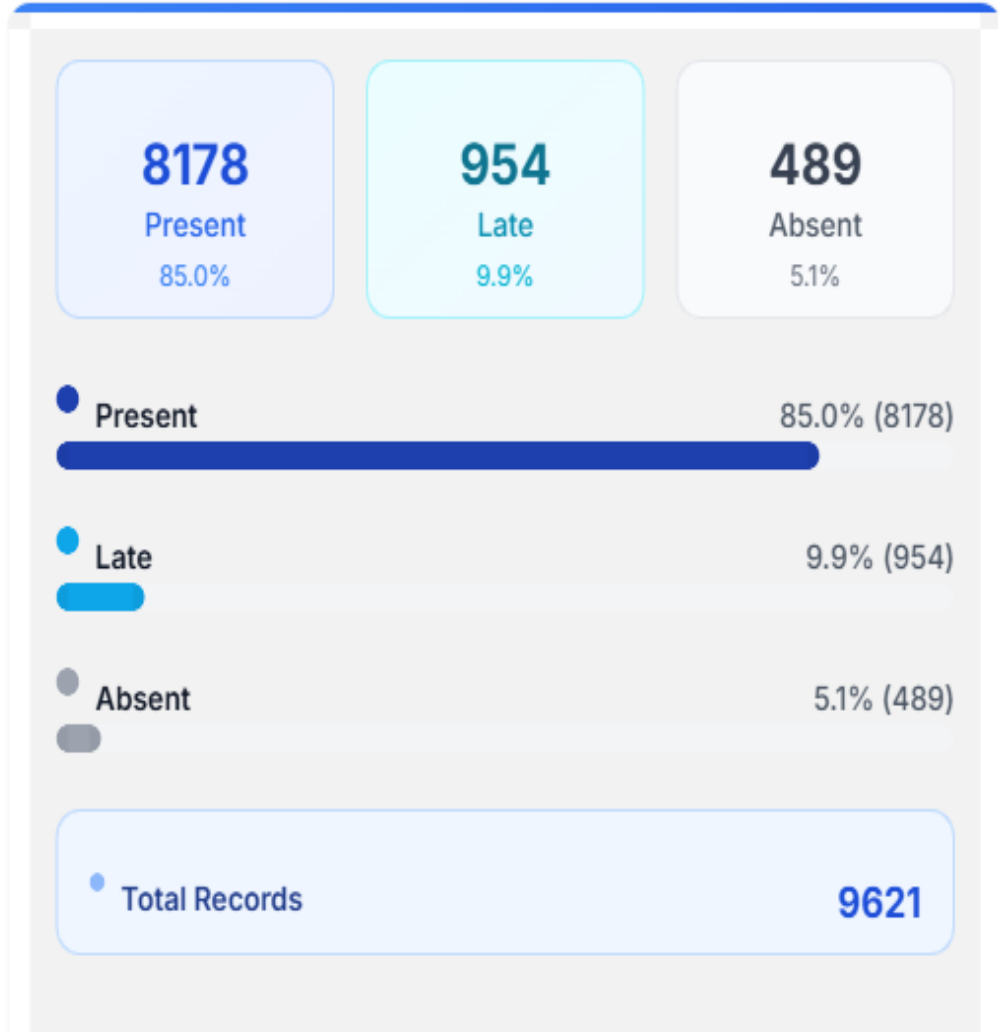 8178
Present
85.0%
954
Late
9.9%
489
Absent
5.1%
Present 85.0% (8178)
Late 9.9% (954)
Absent 5.1% (489)
Total Records 9621